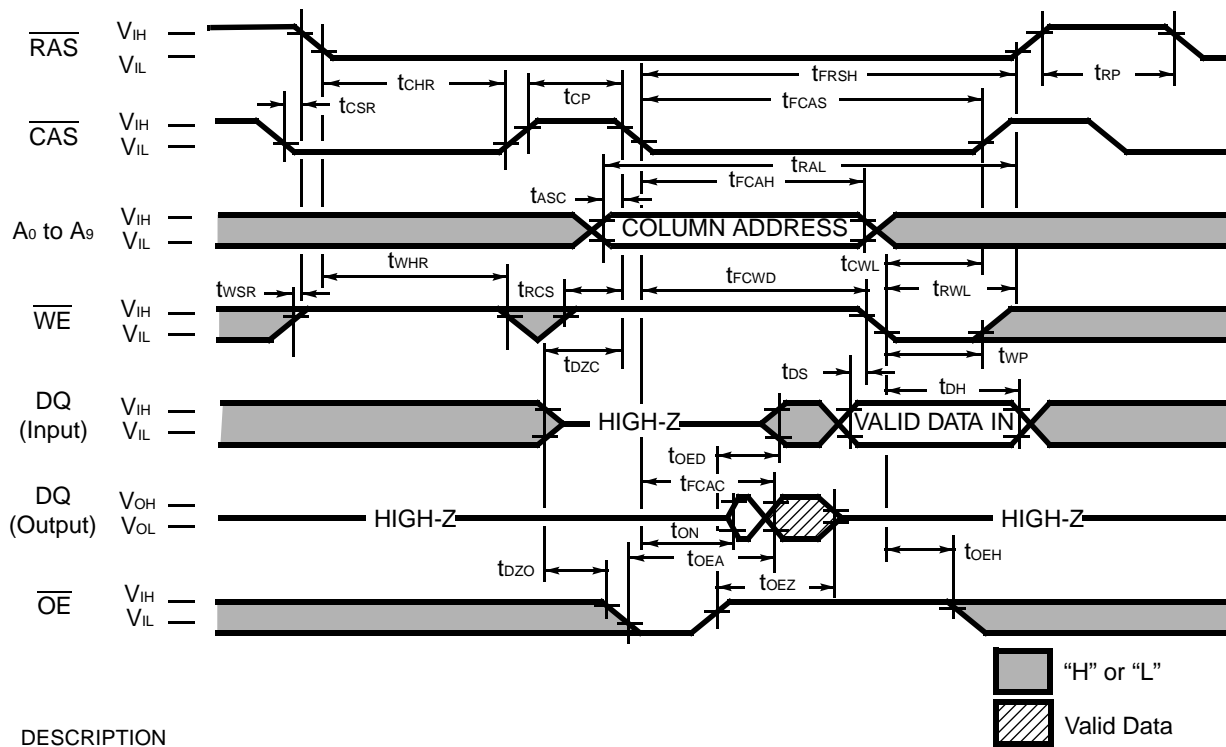 RAS
VIH
VIL
tCHR
tCP
tFRSH
tFCAS
tRP
tCSR
CAS
VIH
VIL
tRAL
tFCAH
tASC
A0 to A9
VIH
VIL
COLUMN ADDRESS
tWHR
tCWL
tWSR
tRCS
tFCWD
tRWL
WE
VIH
VIL
tDZC
tWP
tDS
tDH
DQ
(Input)
VIH
VIL
HIGH-Z
VALID DATA IN
tOED
tFCAC
DQ
(Output)
VOH
VOL
HIGH-Z
HIGH-Z
tON
tOEA
tOEH
tDZO
tOEZ
OE
VIH
VIL
“H” or “L”
Valid Data
DESCRIPTION